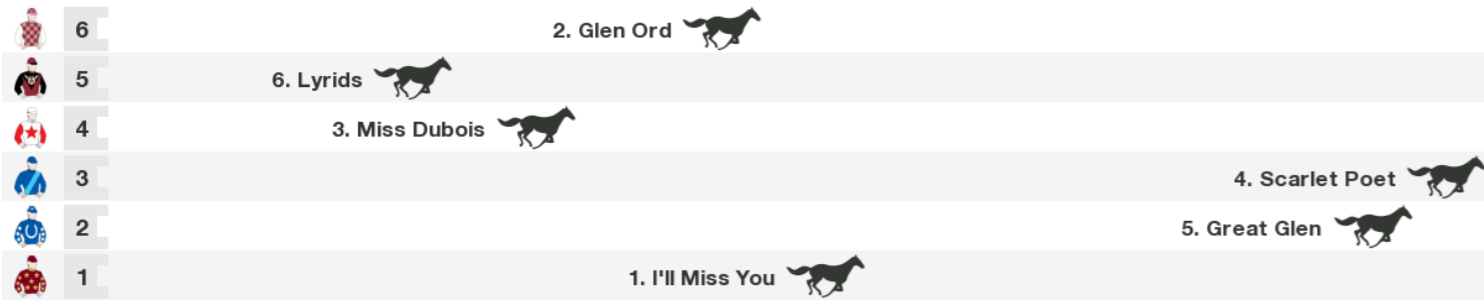 6 2. Glen Ord
5 6. Lyrids
4 3. Miss Dubois
3 4. Scarlet Poet
2 5. Great Glen
1 1. I'll Miss You